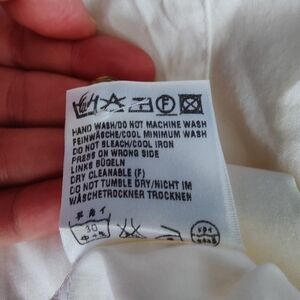 F
HAND WASH/DO NOT MACHINE WASH
FEINWÄSCHE/COOL MINIMUM WASH
DO NOT BLEACH/COOL IRON
PRESS ON WRONG SIDE
LINKS BÜGELN
DRY CLEANABLE (F)
DO NOT TUMBLE DRY/NICHT IM
WÄSCHETROCKNER TROCKNEN
30